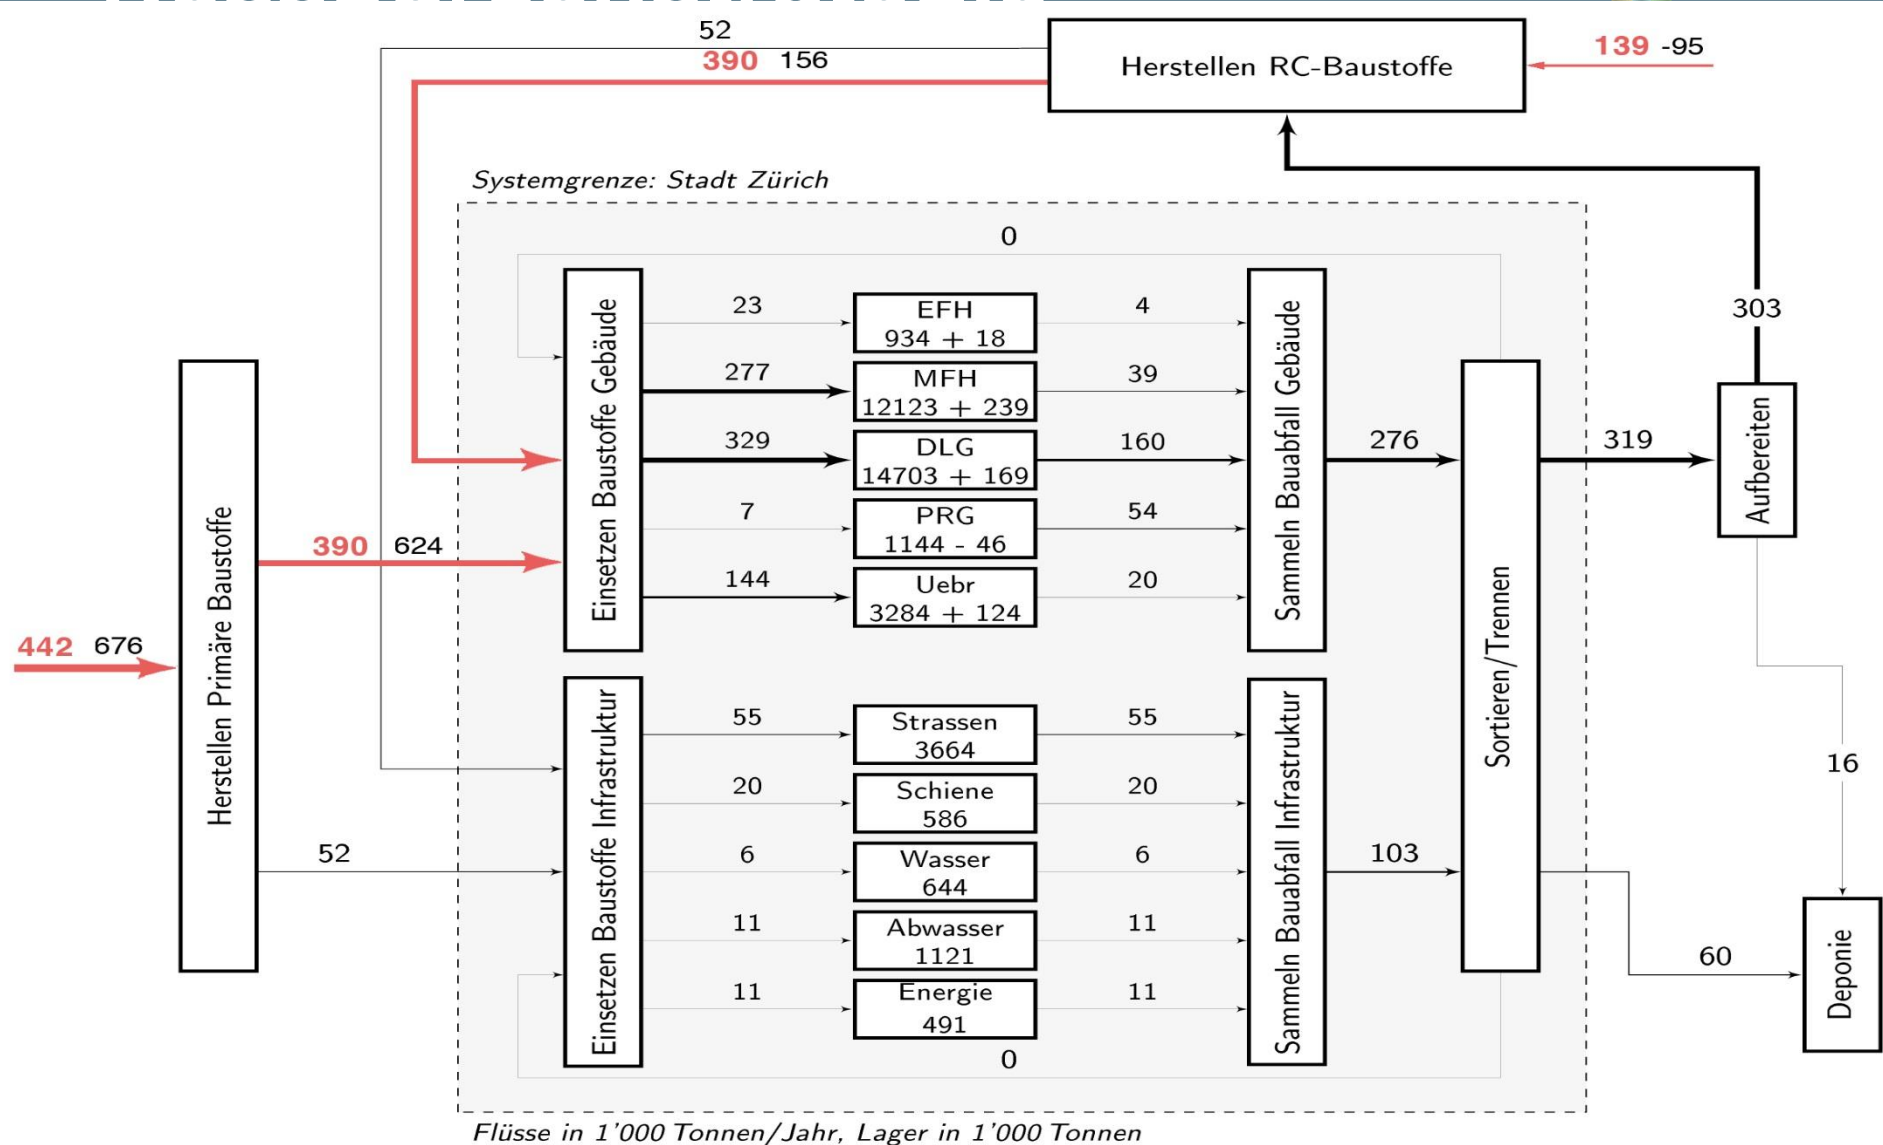 52
390 156
Herstellen RC-Baustoffe
139 -95
Systemgrenze: Stadt Zürich
0
303
Einsetzen Baustoffe Gebäude
23
EFH
934 + 18
4
277
MFH
12123 + 239
39
329
DLG
14703 + 169
160
7
PRG
1144 - 46
54
144
Uebr
3284 + 124
20
Sammeln Bauabfall Gebäude
276
319
Aufbereiten
Herstellen Primäre Baustoffe
390 624
442 676
52
Einsetzen Baustoffe Infrastruktur
55
Strassen
3664
55
20
Schiene
586
20
6
Wasser
644
6
11
Abwasser
1121
11
11
Energie
491
11
0
Sammeln Bauabfall Infrastruktur
103
Sortieren/Trennen
16
60
Deponie
Flüsse in 1'000 Tonnen/Jahr, Lager in 1'000 Tonnen